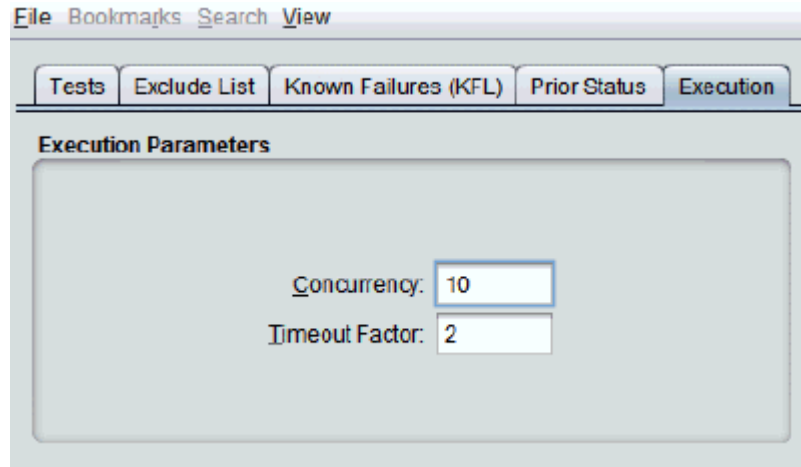 File Bookmarks Search View
Tests Exclude List Known Failures (KFL) Prior Status Execution
Execution Parameters
Concurrency: 10
Timeout Factor: 2